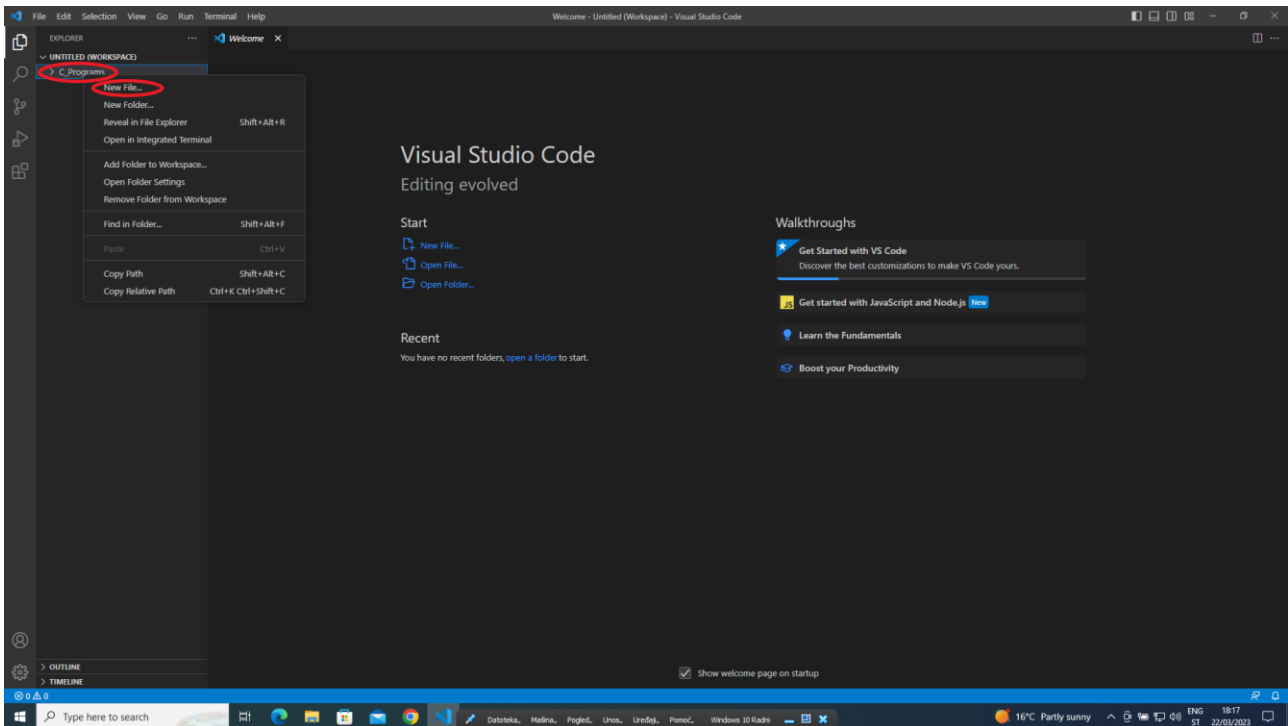 File Edit Selection View Go Run Terminal Help
Welcome - Untitled (Workspace) - Visual Studio Code
EXPLORER
Welcome
UNTITLED (WORKSPACE)
C_Programs
New File...
New Folder...
Reveal in File Explorer Shift+Alt+R
Open in Integrated Terminal
Add Folder to Workspace...
Open Folder Settings
Remove Folder from Workspace
Find in Folder... Shift+Alt+F
Paste Ctrl+V
Copy Path Shift+Alt+C
Copy Relative Path Ctrl+K Ctrl+Shift+C
Visual Studio Code
Editing evolved
Start
New File...
Open File...
Open Folder...
Recent
You have no recent folders, open a folder to start.
Walkthroughs
Get Started with VS Code
Discover the best customizations to make VS Code yours.
JS Get started with JavaScript and Node.js New
Learn the Fundamentals
Boost your Productivity
OUTLINE
TIMELINE
Show welcome page on startup
0 0
Type here to search
Datoteka, Mašina, Pogled, Unos, Uređaji, Pomoć, Windows 10 Radni
16°C Partly sunny
ENG
ST
18:17
22/03/2023